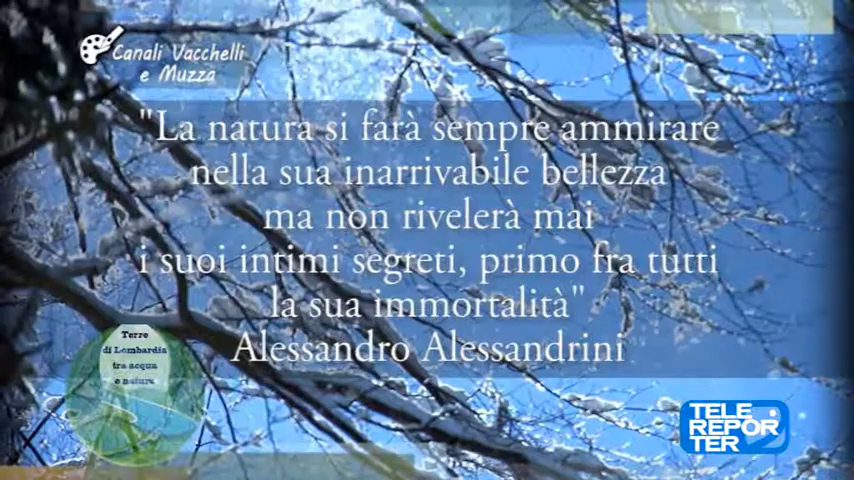 Canali Vacchelli
e Muzza
"La natura si farà sempre ammirare
nella sua inarrivabile bellezza
ma non rivelerà mai
i suoi intimi segreti, primo fra tutti
la sua immortalità"
Alessandro Alessandrini
Terre
di Lombardia
tra acqua
e natura
TELE
REPOR
TER